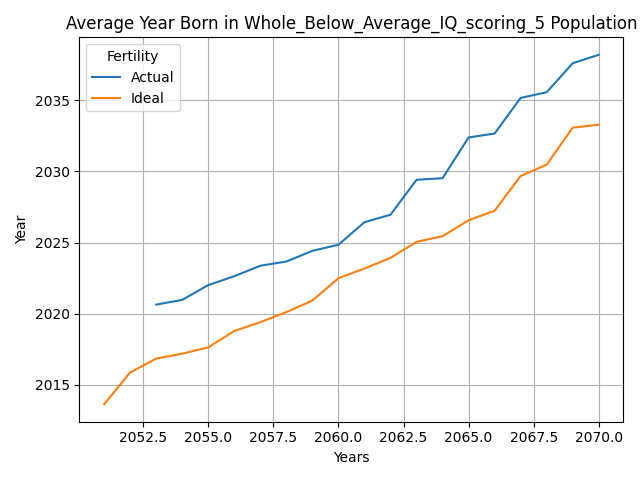 Average Year Born in Whole_Below_Average_IQ_scoring_5 Population
Fertility
Actual
Ideal
2035
2030
2025
2020
2015
Year
2052.5 2055.0 2057.5 2060.0 2062.5 2065.0 2067.5 2070.0
Years